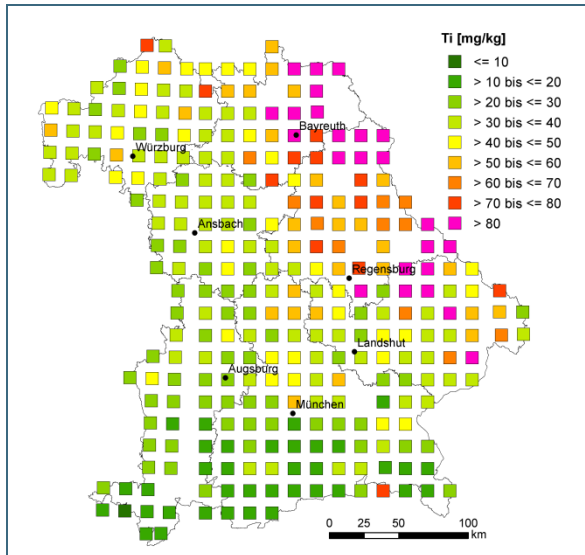 Ti [mg/kg]
<= 10
> 10 bis <= 20
> 20 bis <= 30
> 30 bis <= 40
> 40 bis <= 50
> 50 bis <= 60
> 60 bis <= 70
> 70 bis <= 80
> 80
Bayreuth
Würzburg
Ansbach
Regensburg
Landshut
Augsburg
München
0 25 50 100
km